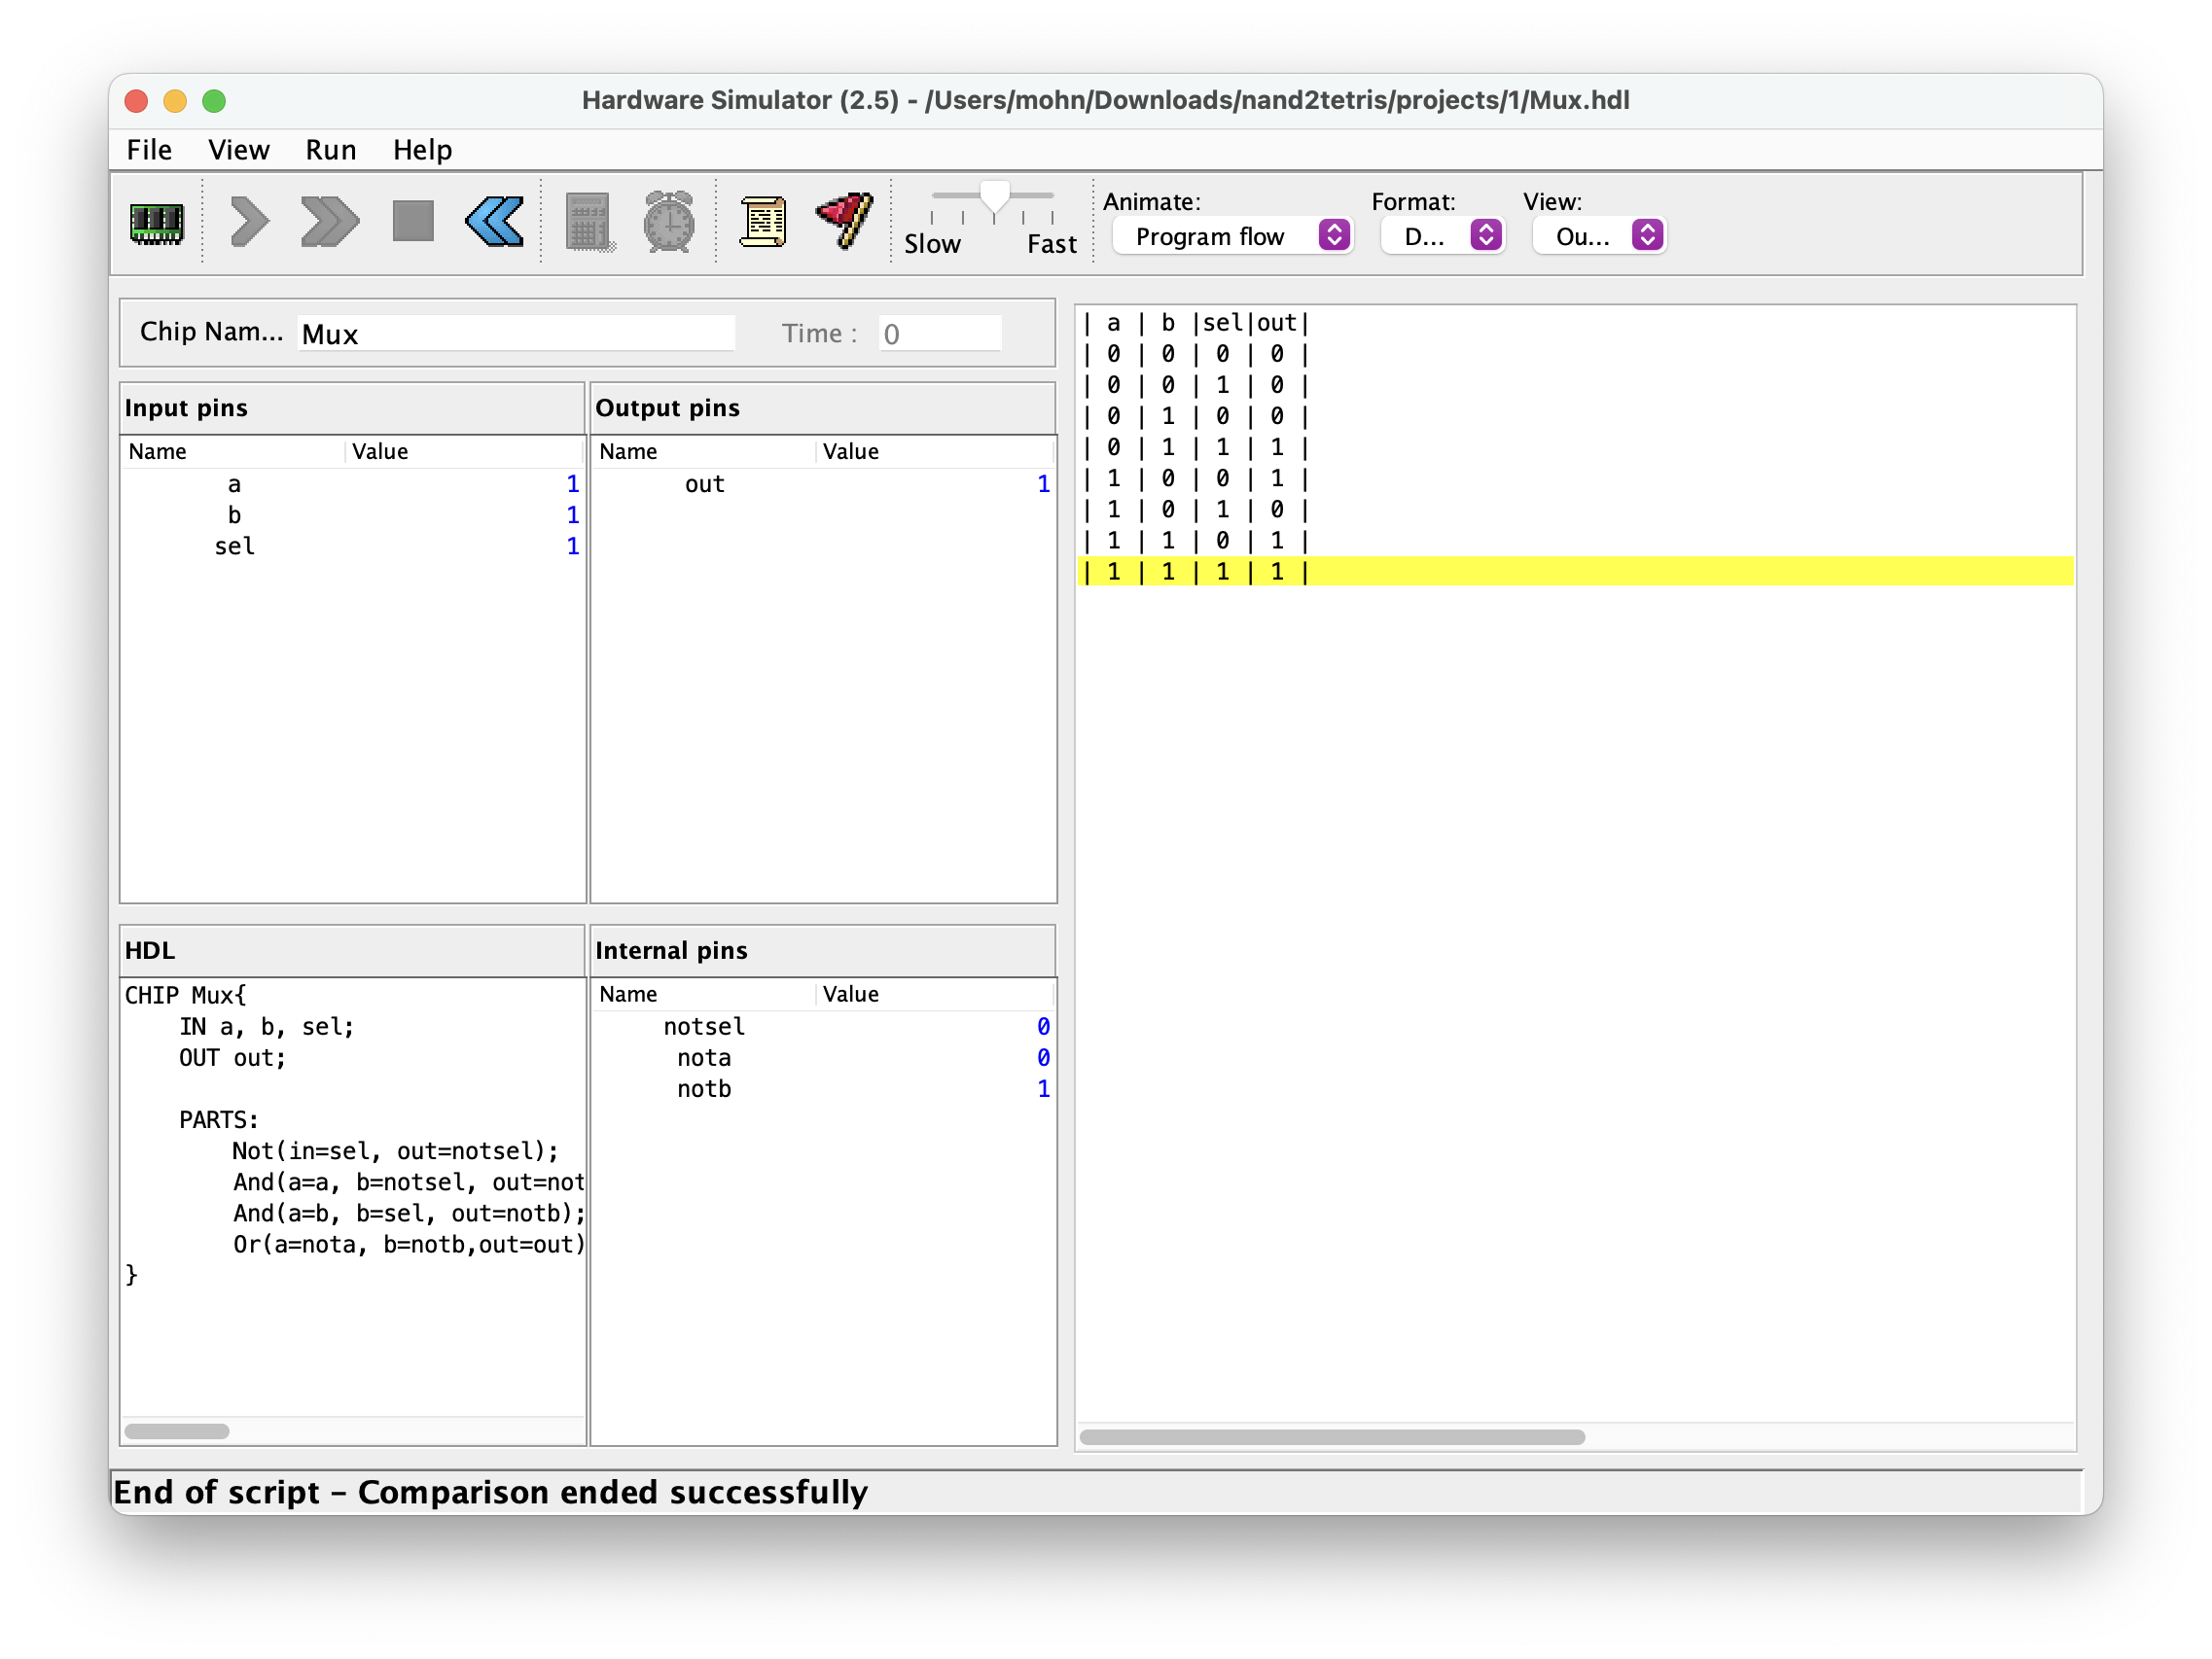 Hardware Simulator (2.5) - /Users/mohn/Downloads/nand2tetris/projects/1/Mux.hdl
File View Run Help
Slow Fast
Animate: Format: View:
Program flow D... Ou...
Chip Nam... Mux Time : 0
Input pins
Name Value
a 1
b 1
sel 1
Output pins
Name Value
out 1
HDL
CHIP Mux{
IN a, b, sel;
OUT out;
PARTS:
Not(in=sel, out=notsel);
And(a=a, b=notsel, out=not
And(a=b, b=sel, out=notb);
Or(a=nota, b=notb,out=out)
}
Internal pins
Name Value
notsel 0
nota 0
notb 1
| a | b |sel|out|
| 0 | 0 | 0 | 0 |
| 0 | 0 | 1 | 0 |
| 0 | 1 | 0 | 0 |
| 0 | 1 | 1 | 1 |
| 1 | 0 | 0 | 1 |
| 1 | 0 | 1 | 0 |
| 1 | 1 | 0 | 1 |
| 1 | 1 | 1 | 1 |
End of script – Comparison ended successfully